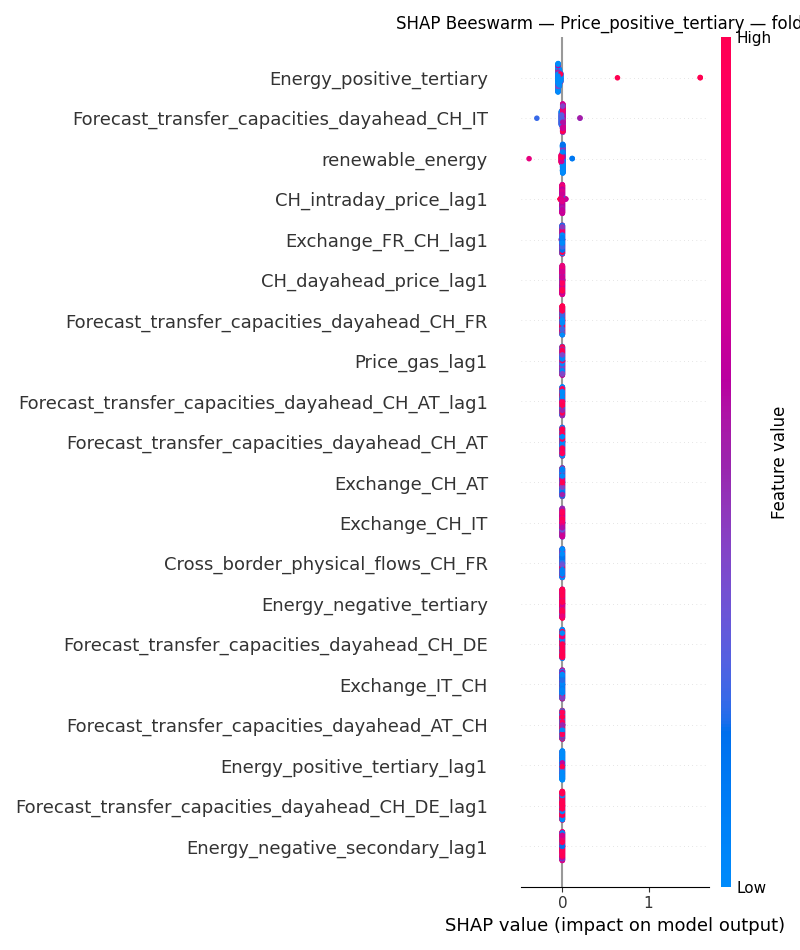 SHAP Beeswarm — Price_positive_tertiary — fold
High
Energy_positive_tertiary
Forecast_transfer_capacities_dayahead_CH_IT
renewable_energy
CH_intraday_price_lag1
Exchange_FR_CH_lag1
CH_dayahead_price_lag1
Forecast_transfer_capacities_dayahead_CH_FR
Price_gas_lag1
Forecast_transfer_capacities_dayahead_CH_AT_lag1
Forecast_transfer_capacities_dayahead_CH_AT
Exchange_CH_AT
Exchange_CH_IT
Cross_border_physical_flows_CH_FR
Energy_negative_tertiary
Forecast_transfer_capacities_dayahead_CH_DE
Exchange_IT_CH
Forecast_transfer_capacities_dayahead_AT_CH
Energy_positive_tertiary_lag1
Forecast_transfer_capacities_dayahead_CH_DE_lag1
Energy_negative_secondary_lag1
Feature value
Low
0 1
SHAP value (impact on model output)